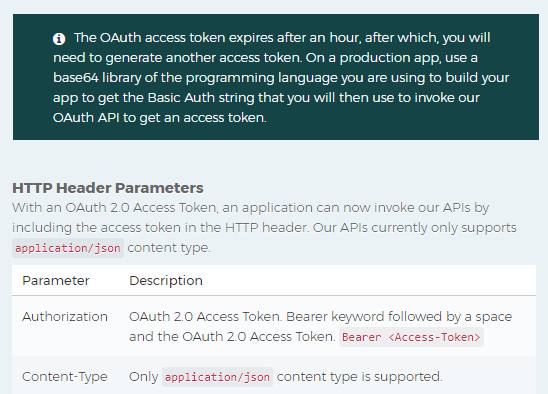 The OAuth access token expires after an hour, after which, you will
need to generate another access token. On a production app, use a
base64 library of the programming language you are using to build your
app to get the Basic Auth string that you will then use to invoke our
OAuth API to get an access token.
HTTP Header Parameters
With an OAuth 2.0 Access Token, an application can now invoke our APIs by
including the access token in the HTTP header. Our APIs currently only supports
application/json content type.
Parameter Description
Authorization OAuth 2.0 Access Token. Bearer keyword followed by a space
and the OAuth 2.0 Access Token. Bearer <Access-Token>
Content-Type Only application/json content type is supported.